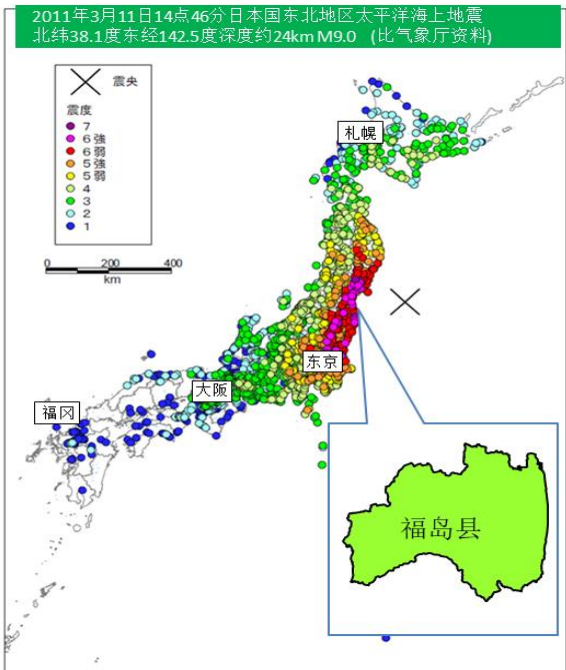 2011年3月11日14点46分日本国东北地区太平洋海上地震
北纬38.1度东经142.5度深度约24km M9.0 (比气象厅资料)
震央
震度
7
6強
6弱
5強
5弱
4
3
2
1
0 200 400
km
札幌
东京
大阪
福冈
福岛县